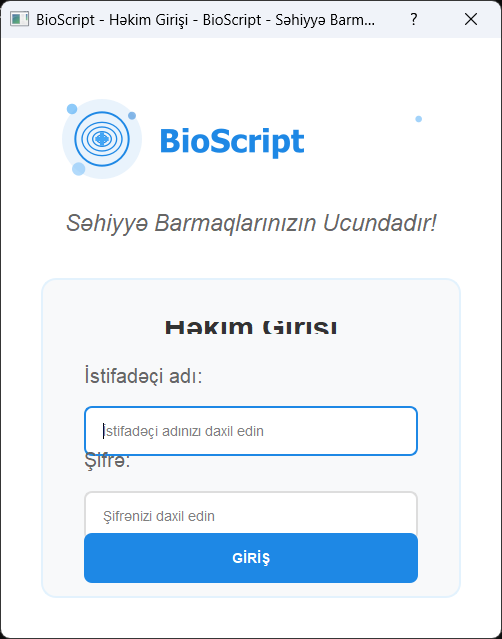 BioScript - Həkim Girişi - BioScript - Səhiyyə Barm...
?
BioScript
Səhiyyə Barmaqlarınızın Ucundadır!
Həkim Girişi
İstifadəçi adı:
İstifadəçi adınızı daxil edin
Şifrə:
Şifrənizi daxil edin
GİRİŞ